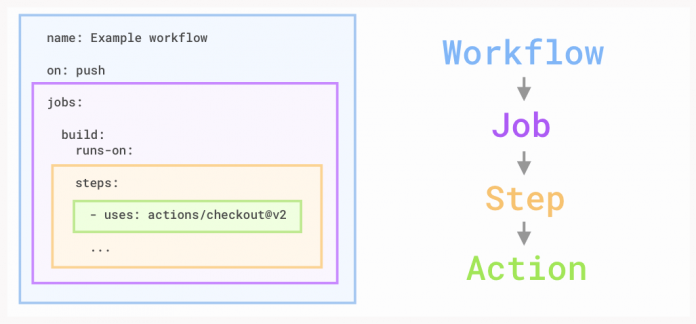 name: Example workflow
on: push
jobs:
build:
runs-on:
steps:
- uses: actions/checkout@v2
...
Workflow
Job
Step
Action